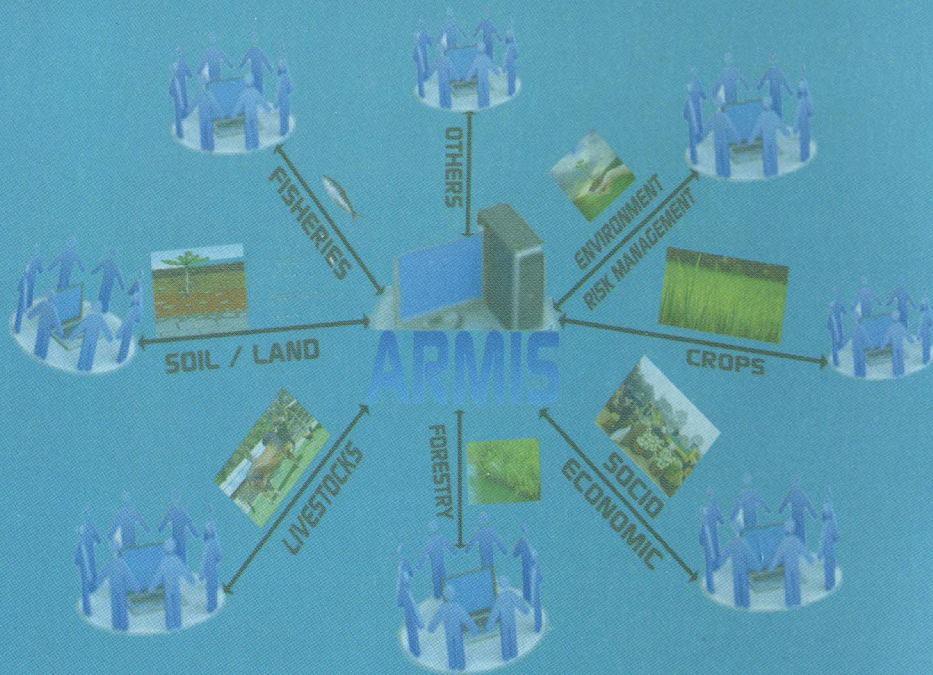 OTHERS
FISHERIES
ENVIRONMENT
RISK MANAGEMENT
SOIL / LAND
ARMIS
CROPS
LIVESTOCKS
FORESTRY
SOCIO
ECONOMIC